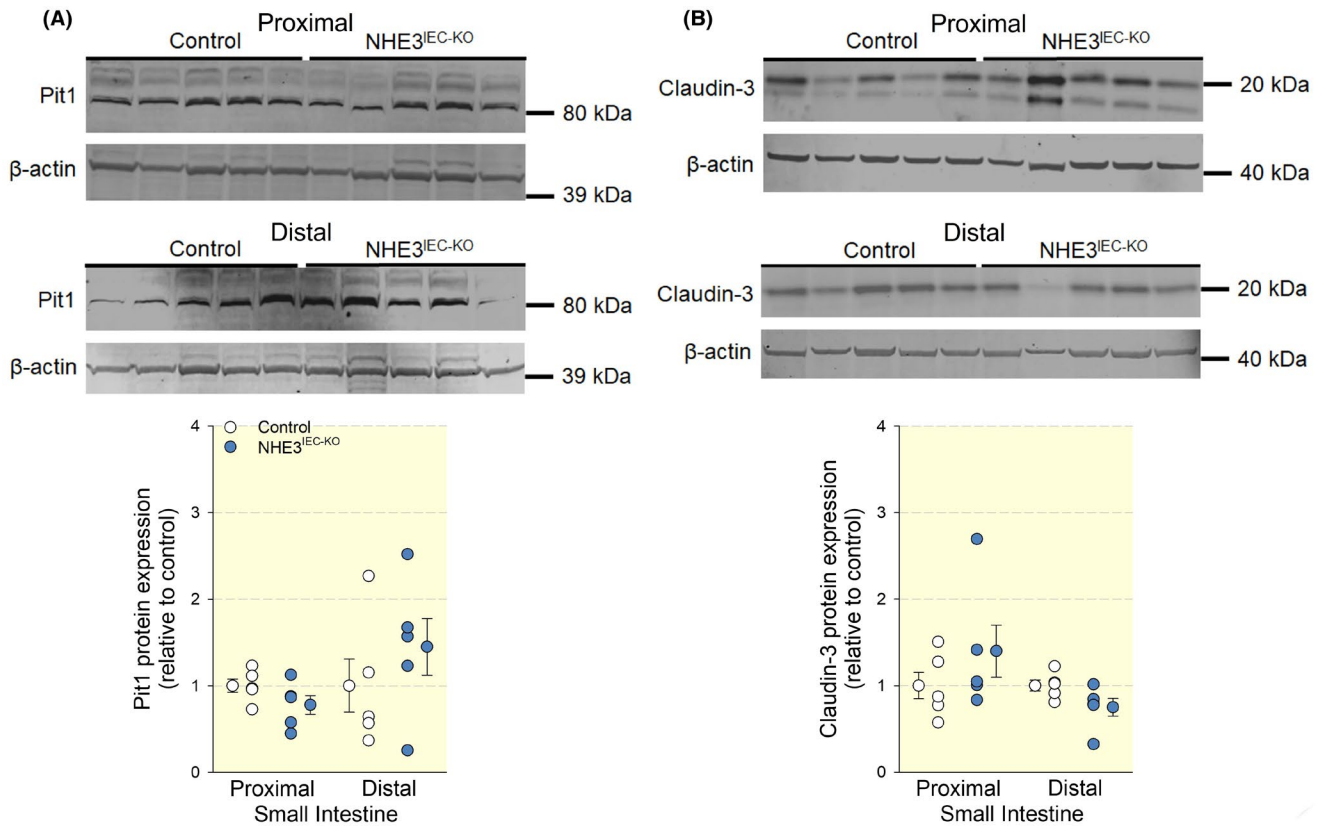 (A)
Proximal
Control NHE3IEC-KO
Pit1
80 kDa
β-actin
39 kDa
Distal
Control NHE3IEC-KO
Pit1
80 kDa
β-actin
39 kDa
4
3
2
1
0
Control
NHE3IEC-KO
Pit1 protein expression
(relative to control)
Proximal Distal
Small Intestine
(B)
Proximal
Control NHE3IEC-KO
Claudin-3
20 kDa
β-actin
40 kDa
Distal
Control NHE3IEC-KO
Claudin-3
20 kDa
β-actin
40 kDa
4
3
2
1
0
Claudin-3 protein expression
(relative to control)
Proximal Distal
Small Intestine